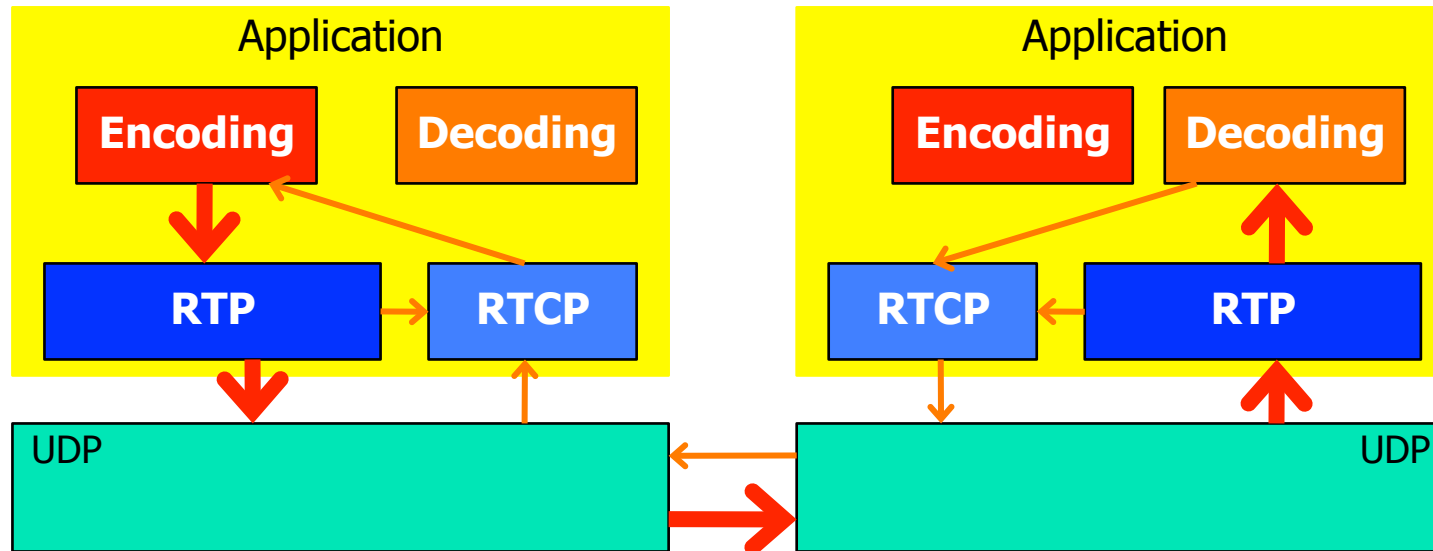 Application
Encoding
Decoding
RTP
RTCP
UDP
Application
Encoding
Decoding
RTCP
RTP
UDP